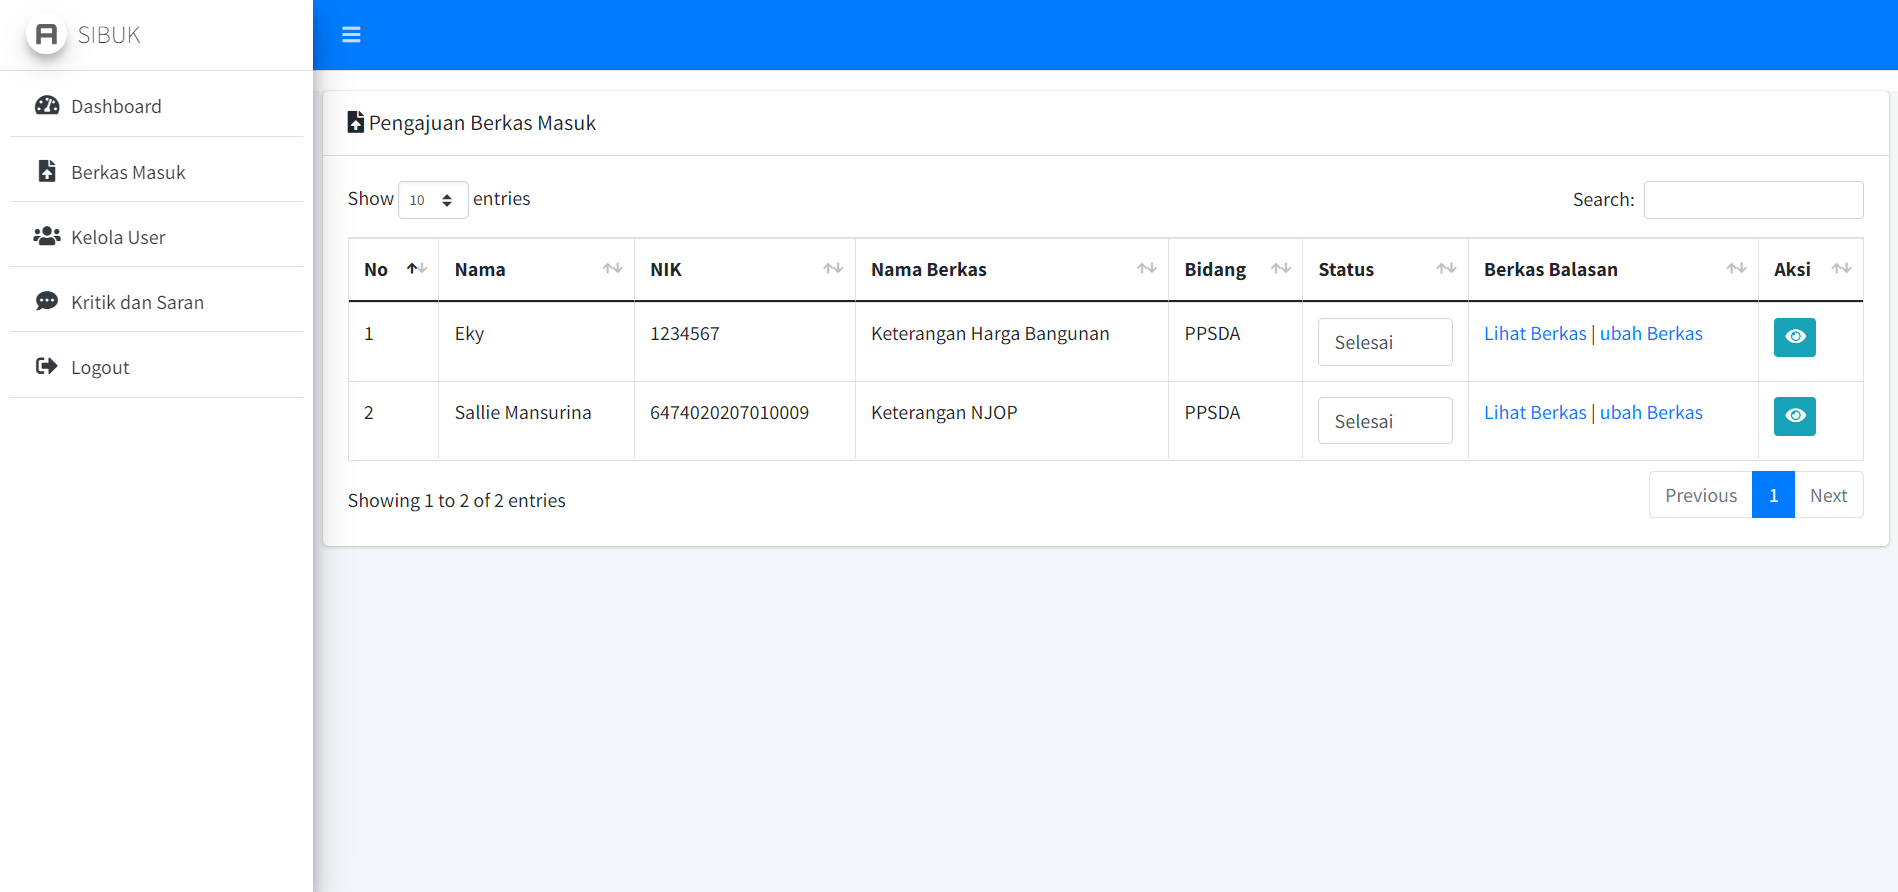 SIBUK
Dashboard
Berkas Masuk
Kelola User
Kritik dan Saran
Logout
Pengajuan Berkas Masuk
Show 10 entries
Search:
No Nama NIK Nama Berkas Bidang Status Berkas Balasan Aksi
1 Eky 1234567 Keterangan Harga Bangunan PPSDA Selesai Lihat Berkas | ubah Berkas
2 Sallie Mansurina 6474020207010009 Keterangan NJOP PPSDA Selesai Lihat Berkas | ubah Berkas
Showing 1 to 2 of 2 entries
Previous 1 Next